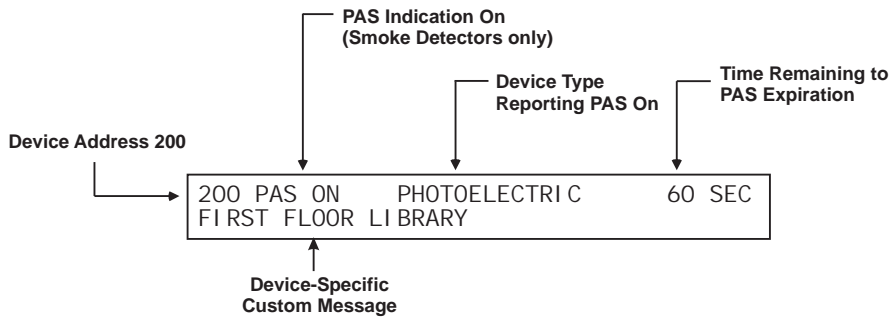 PAS Indication On
(Smoke Detectors only)
Device Type
Reporting PAS On
Time Remaining to
PAS Expiration
Device Address 200
200 PAS ON PHOTOELECTRIC 60 SEC
FIRST FLOOR LIBRARY
Device-Specific
Custom Message